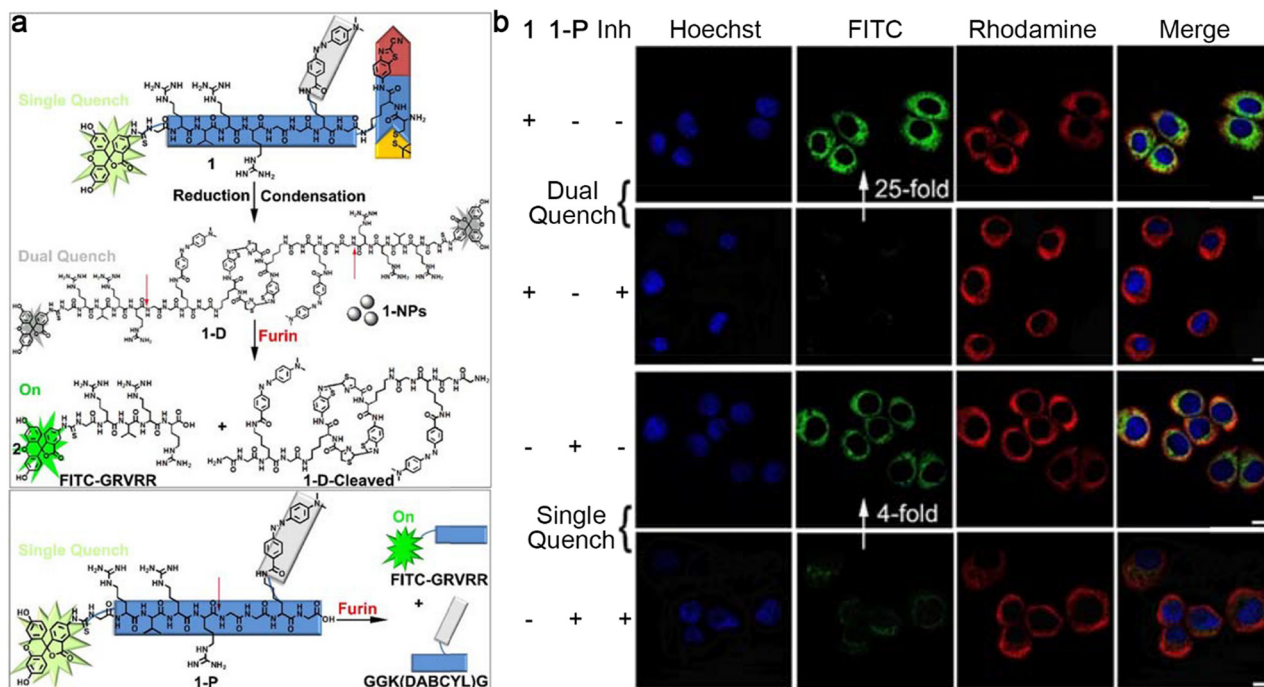 a
Single Quench
1
Reduction Condensation
Dual Quench
1-D
1-NPs
Furin
On
2
FITC-GRVRR
+
1-D-Cleaved
Single Quench
1-P
Furin
On
FITC-GRVRR
+
GGK(DABCYL)G
b
1 1-P Inh Hoechst FITC Rhodamine Merge
+ - -
Dual
Quench
{
25-fold
+ - +
- + -
Single
Quench
{
4-fold
- + +